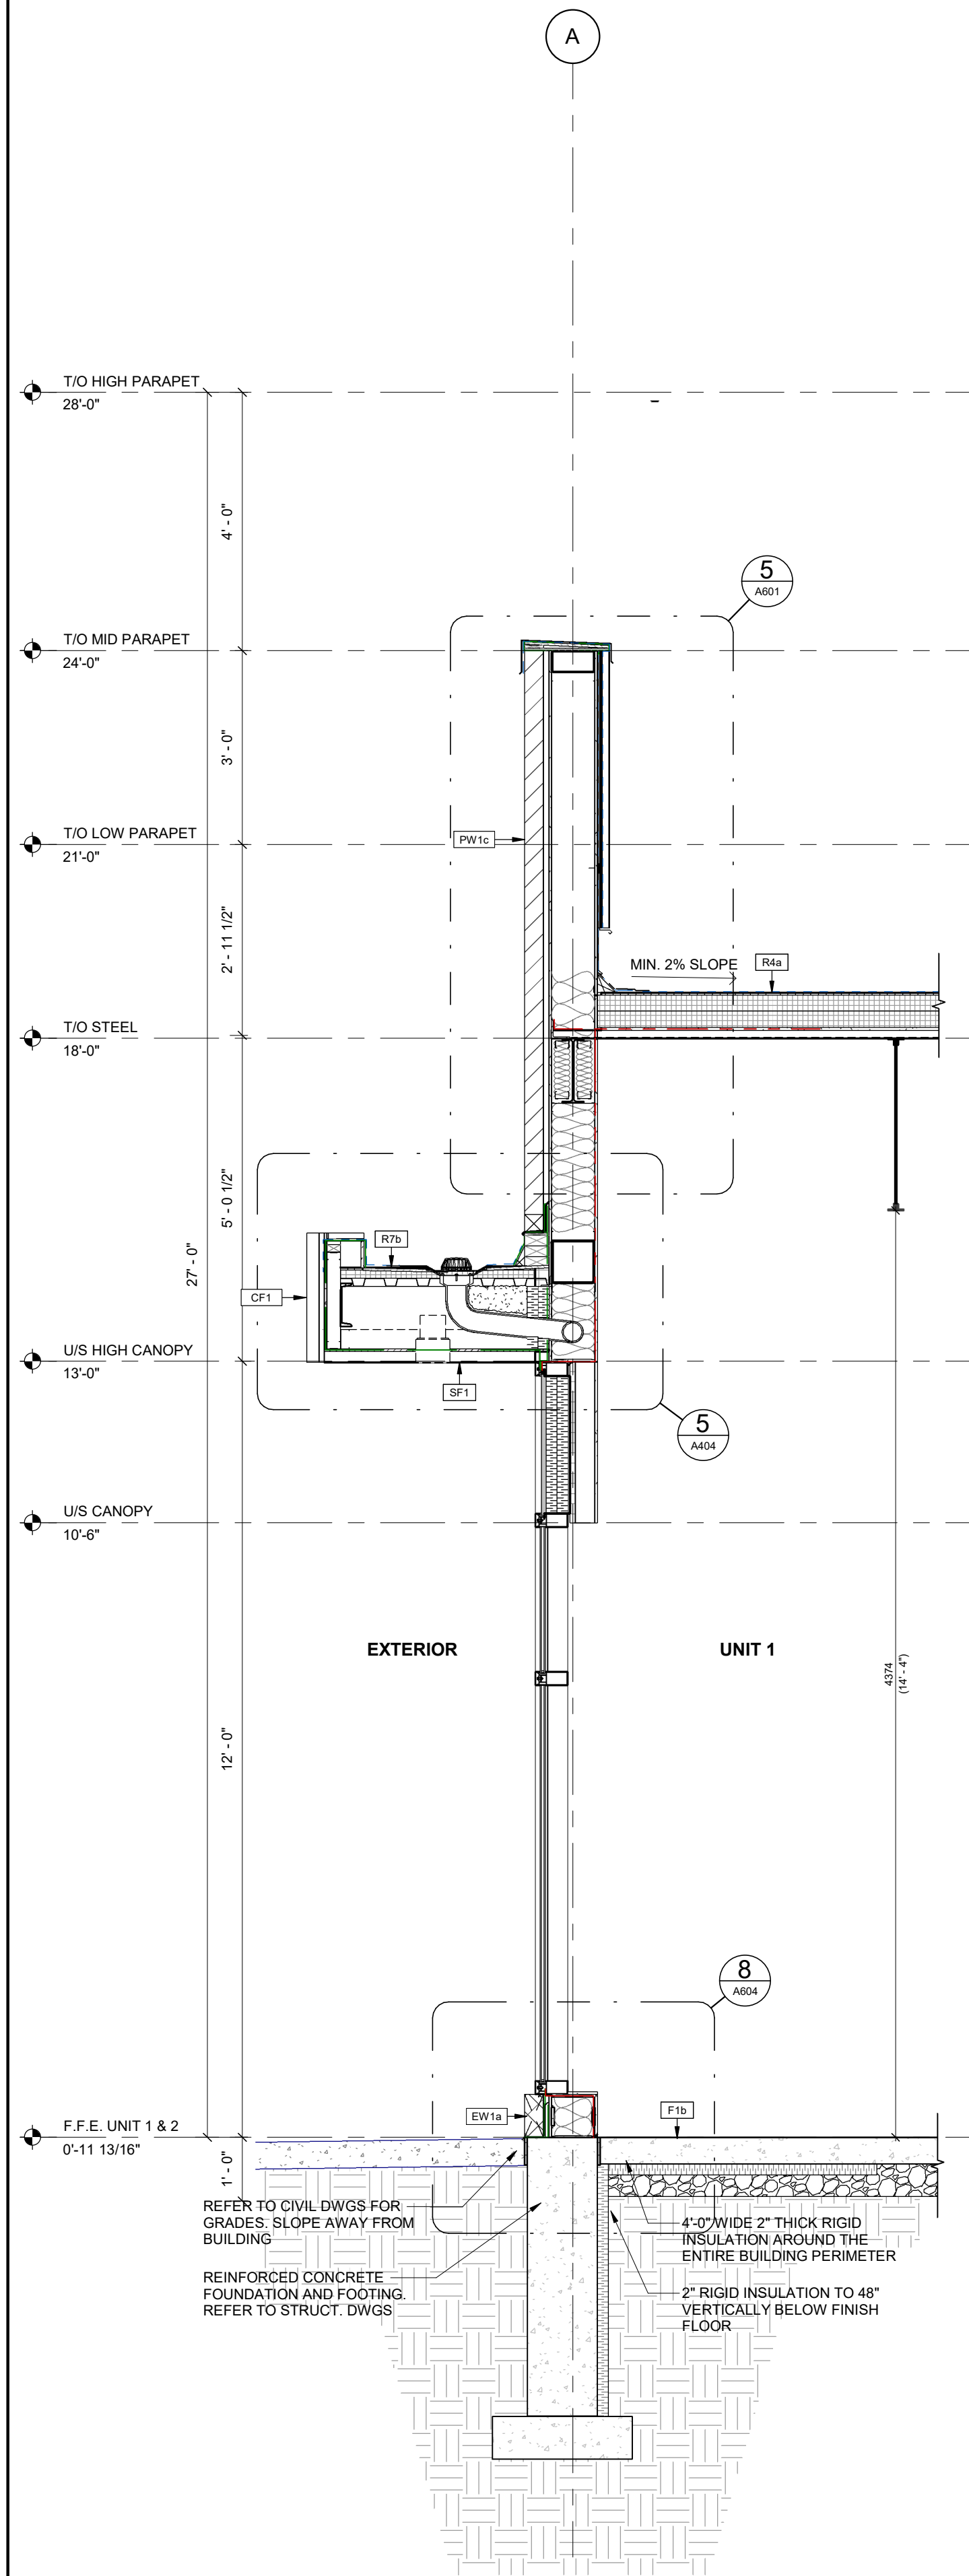 A
T/O HIGH PARAPET
28'-0"
4' - 0"
5
A601
T/O MID PARAPET
24'-0"
3' - 0"
PW1c
T/O LOW PARAPET
21'-0"
2' - 11 1/2"
MIN. 2% SLOPE
R4a
T/O STEEL
18'-0"
5' - 0 1/2"
27' - 0"
R7b
CF1
U/S HIGH CANOPY
13'-0"
SF1
5
A404
U/S CANOPY
10'-6"
EXTERIOR
UNIT 1
4374
(14' - 4")
12' - 0"
8
A604
EW1a
F1b
F.F.E. UNIT 1 & 2
0'-11 13/16"
1' - 0"
REFER TO CIVIL DWGS FOR
GRADES. SLOPE AWAY FROM
BUILDING
4'-0" WIDE 2" THICK RIGID
INSULATION AROUND THE
ENTIRE BUILDING PERIMETER
REINFORCED CONCRETE
FOUNDATION AND FOOTING.
REFER TO STRUCT. DWGS
2" RIGID INSULATION TO 48"
VERTICALLY BELOW FINISH
FLOOR